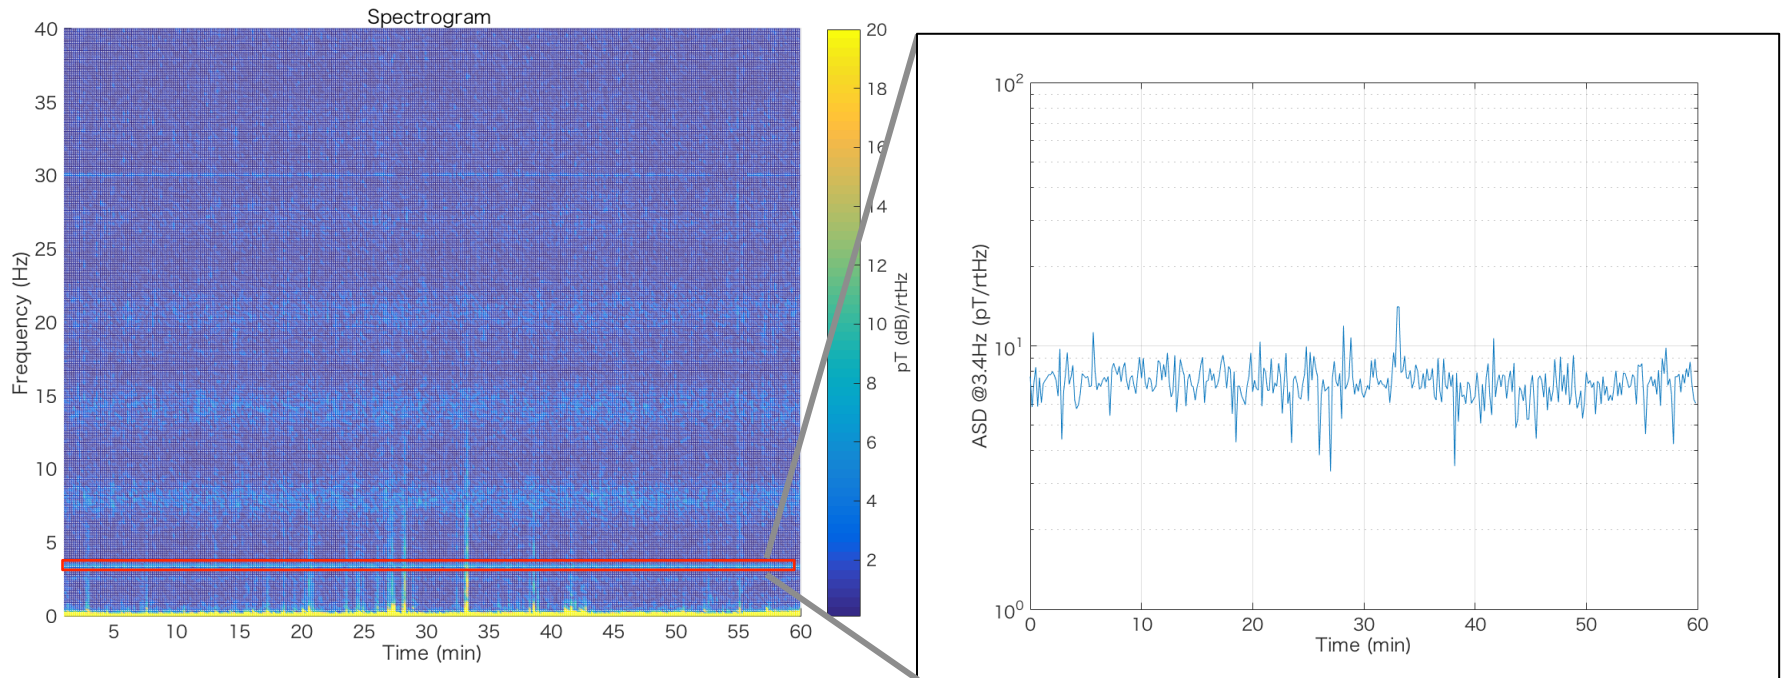 Spectrogram
40
35
30
25
20
15
10
5
0
Frequency (Hz)
5 10 15 20 25 30 35 40 45 50 55 60
Time (min)
20
18
16
14
12
10
8
6
4
2
pT (dB)/rtHz
10²
10¹
10⁰
ASD @3.4Hz (pT/rtHz)
0 10 20 30 40 50 60
Time (min)